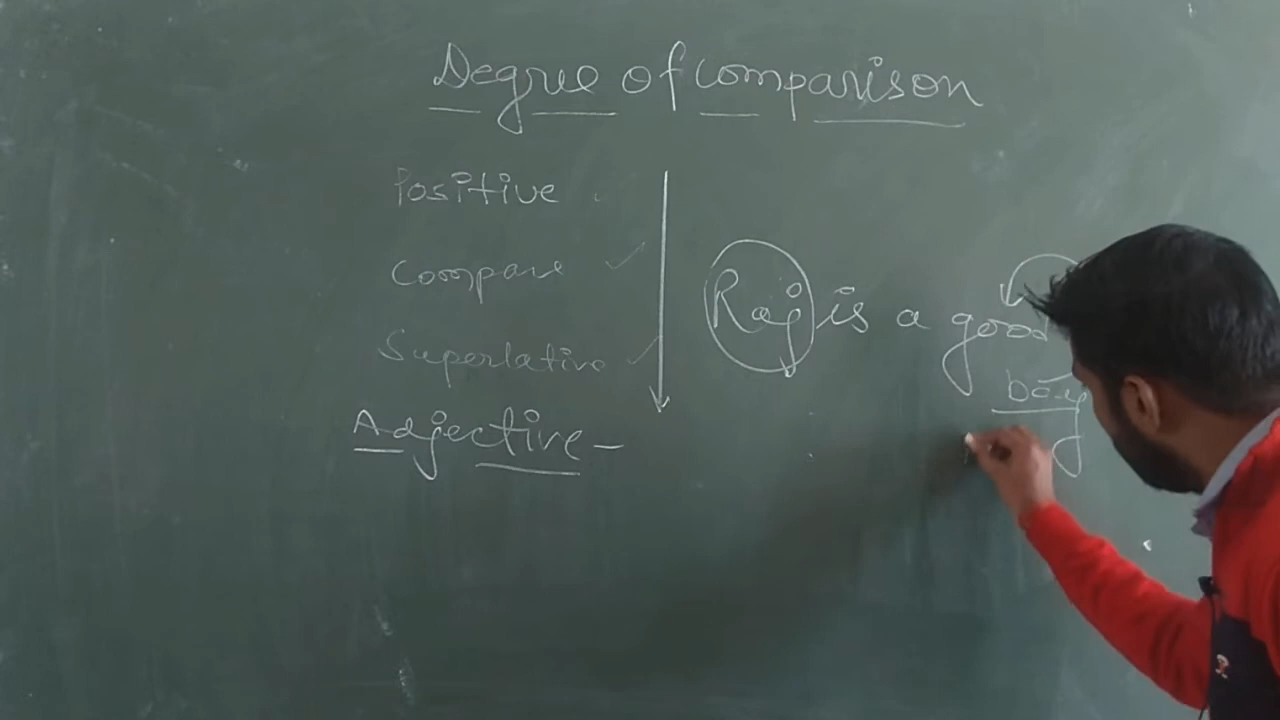 Degree of comparison
Positive
Compare
Superlative
Adjective –
Raj is a good
boy